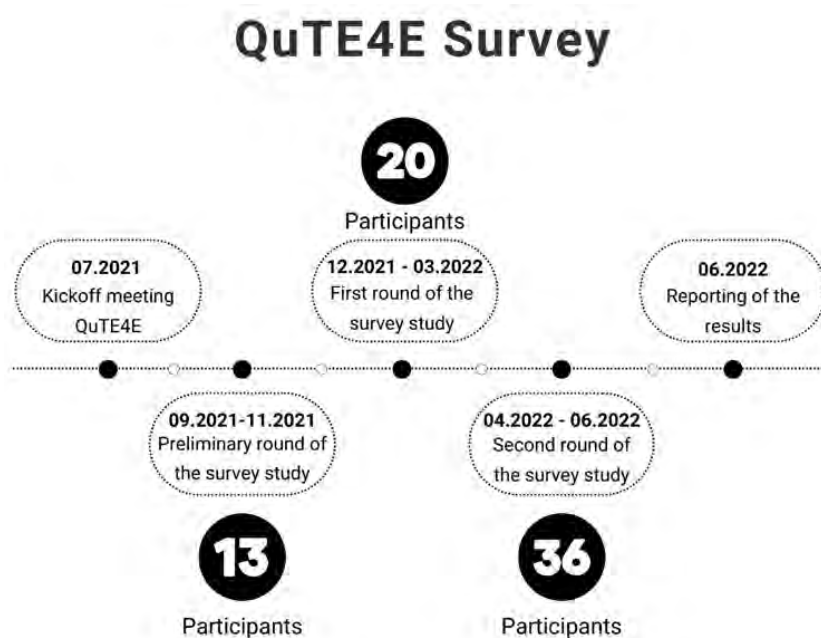 QuTE4E Survey
20
Participants
07.2021
Kickoff meeting
QuTE4E
12.2021 - 03.2022
First round of the
survey study
06.2022
Reporting of the
results
09.2021-11.2021
Preliminary round of
the survey study
04.2022 - 06.2022
Second round of
the survey study
13
Participants
36
Participants